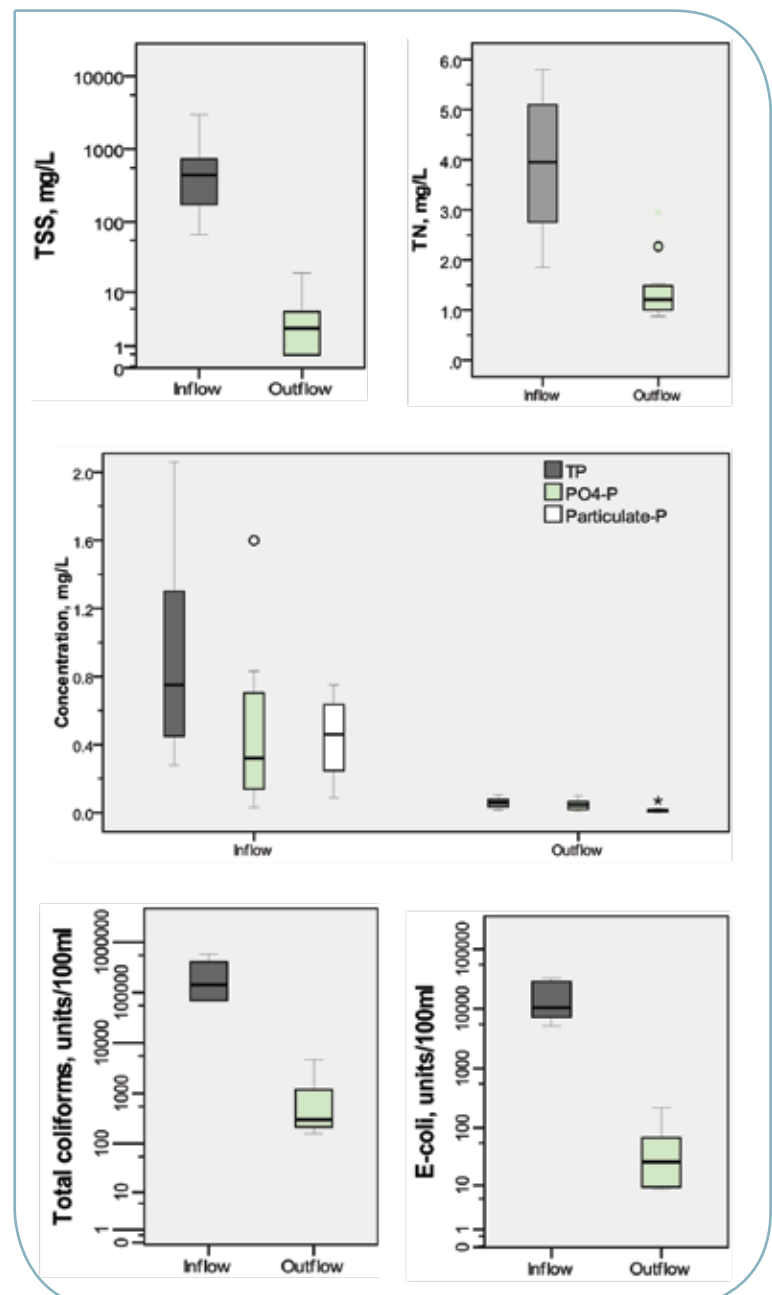 TSS, mg/L
10000
1000
100
10
1
0
Inflow
Outflow
TN, mg/L
6.0
5.0
4.0
3.0
2.0
1.0
.0
Inflow
Outflow
Concentration, mg/L
2.0
1.6
1.2
0.8
0.4
0.0
TP
PO4-P
Particulate-P
Inflow
Outflow
Total coliforms, units/100ml
1000000
100000
10000
1000
100
10
1
0
Inflow
Outflow
E-coli, units/100ml
100000
10000
1000
100
10
1
0
Inflow
Outflow